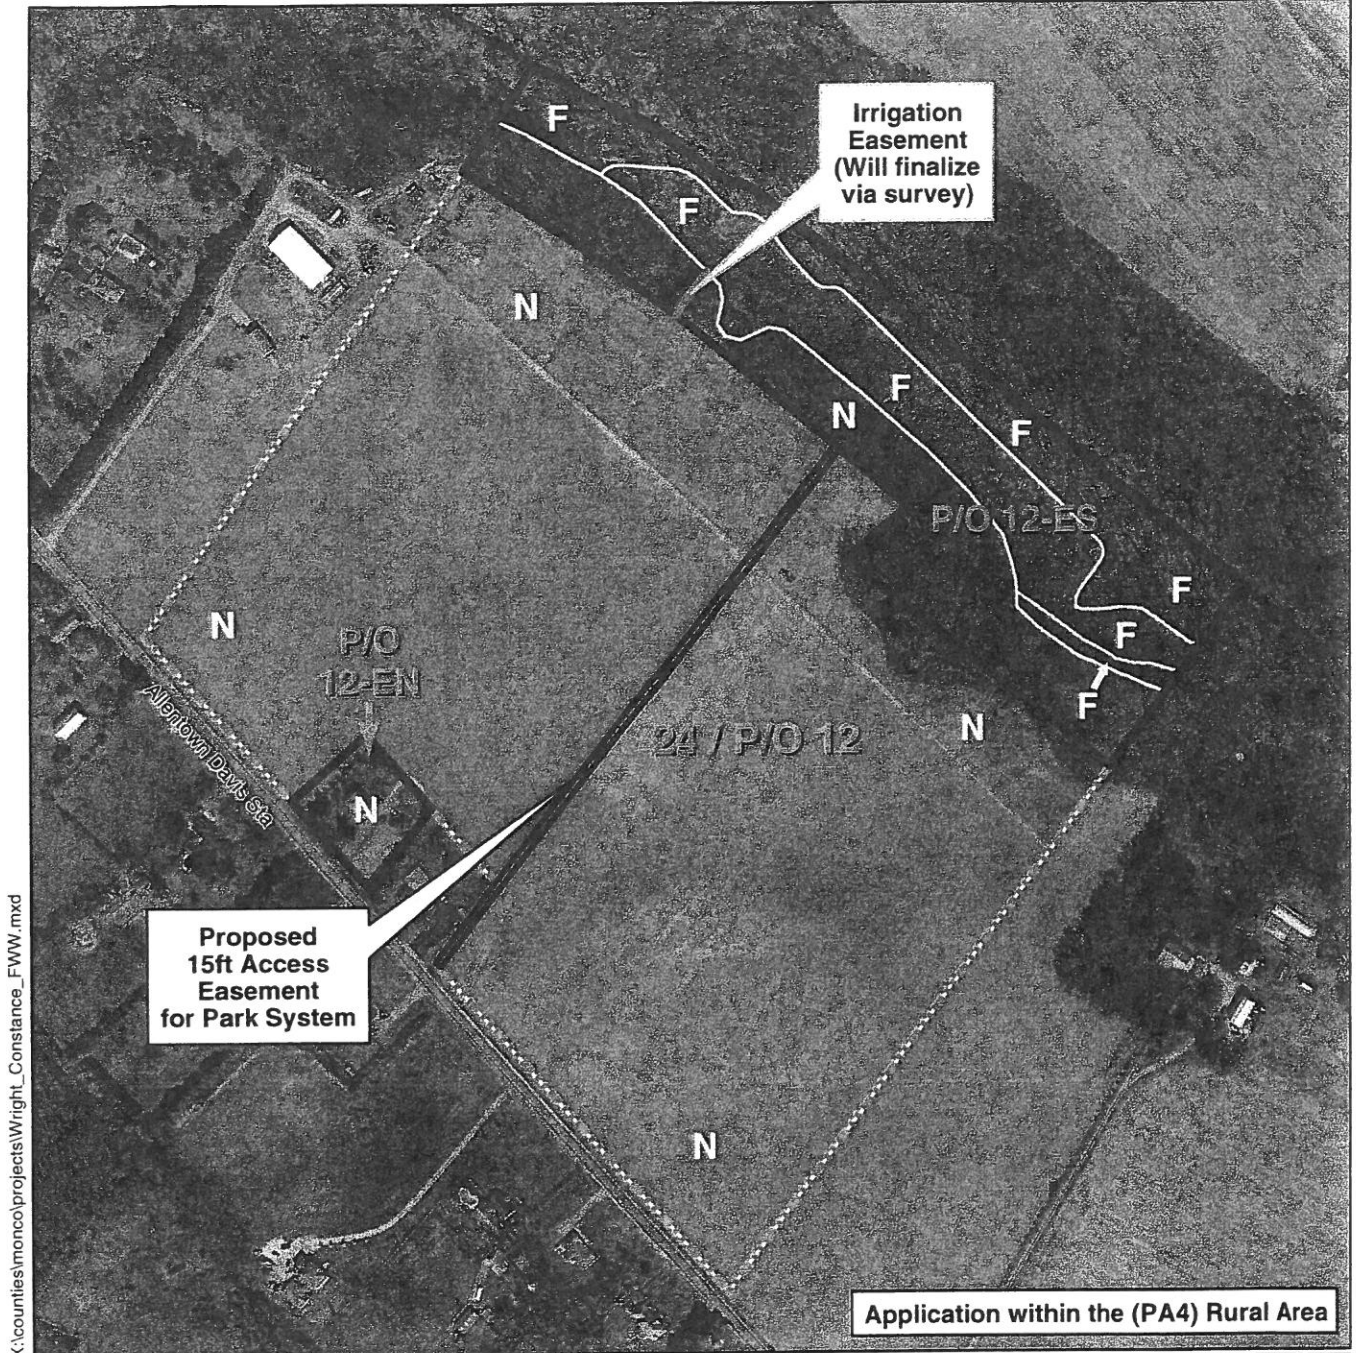 F
Irrigation
Easement
(Will finalize
via survey)
F
N
F
N
F
P/O 12-ES
F
N
F
P/O
12-EN
F
N
24 / P/O 12
Allentown Davis Sta
N
Proposed
15ft Access
Easement
for Park System
N
Application within the (PA4) Rural Area
X:\counties\monco\projects\Wright_Constance_FWW.mxd